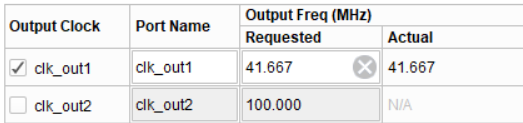 Output Clock Port Name Output Freq (MHz)
Requested Actual
clk_out1 clk_out1 41.667 41.667
clk_out2 clk_out2 100.000 N/A